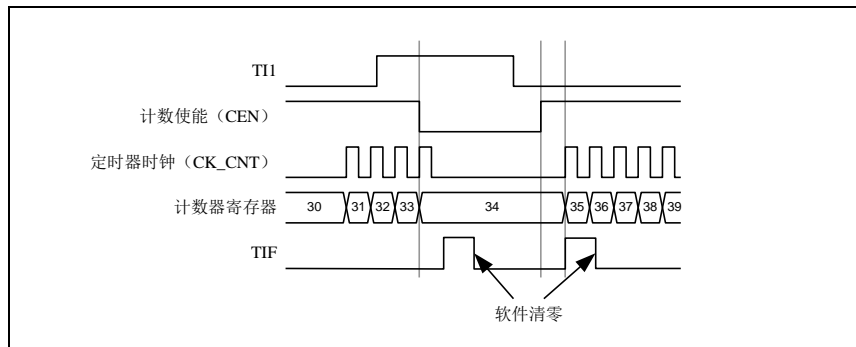 TI1
计数使能（CEN）
定时器时钟（CK_CNT）
计数器寄存器
30 31 32 33 34 35 36 37 38 39
TIF
软件清零